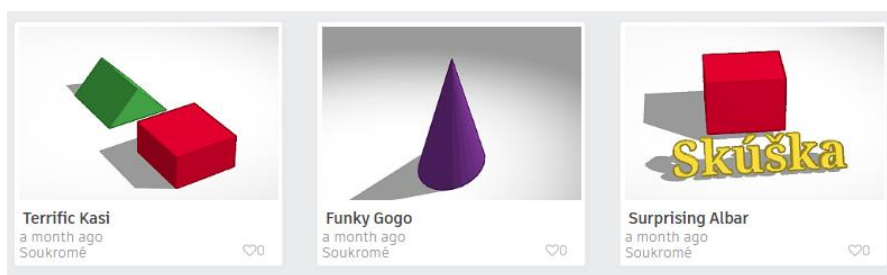 Terrific Kasi
a month ago
Soukromé
0
Funky Gogo
a month ago
Soukromé
0
Skúška
Surprising Albar
a month ago
Soukromé
0